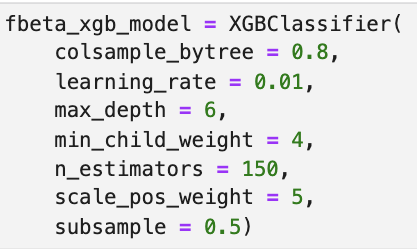 fbeta_xgb_model = XGBClassifier(
    colsample_bytree = 0.8,
    learning_rate = 0.01,
    max_depth = 6,
    min_child_weight = 4,
    n_estimators = 150,
    scale_pos_weight = 5,
    subsample = 0.5)